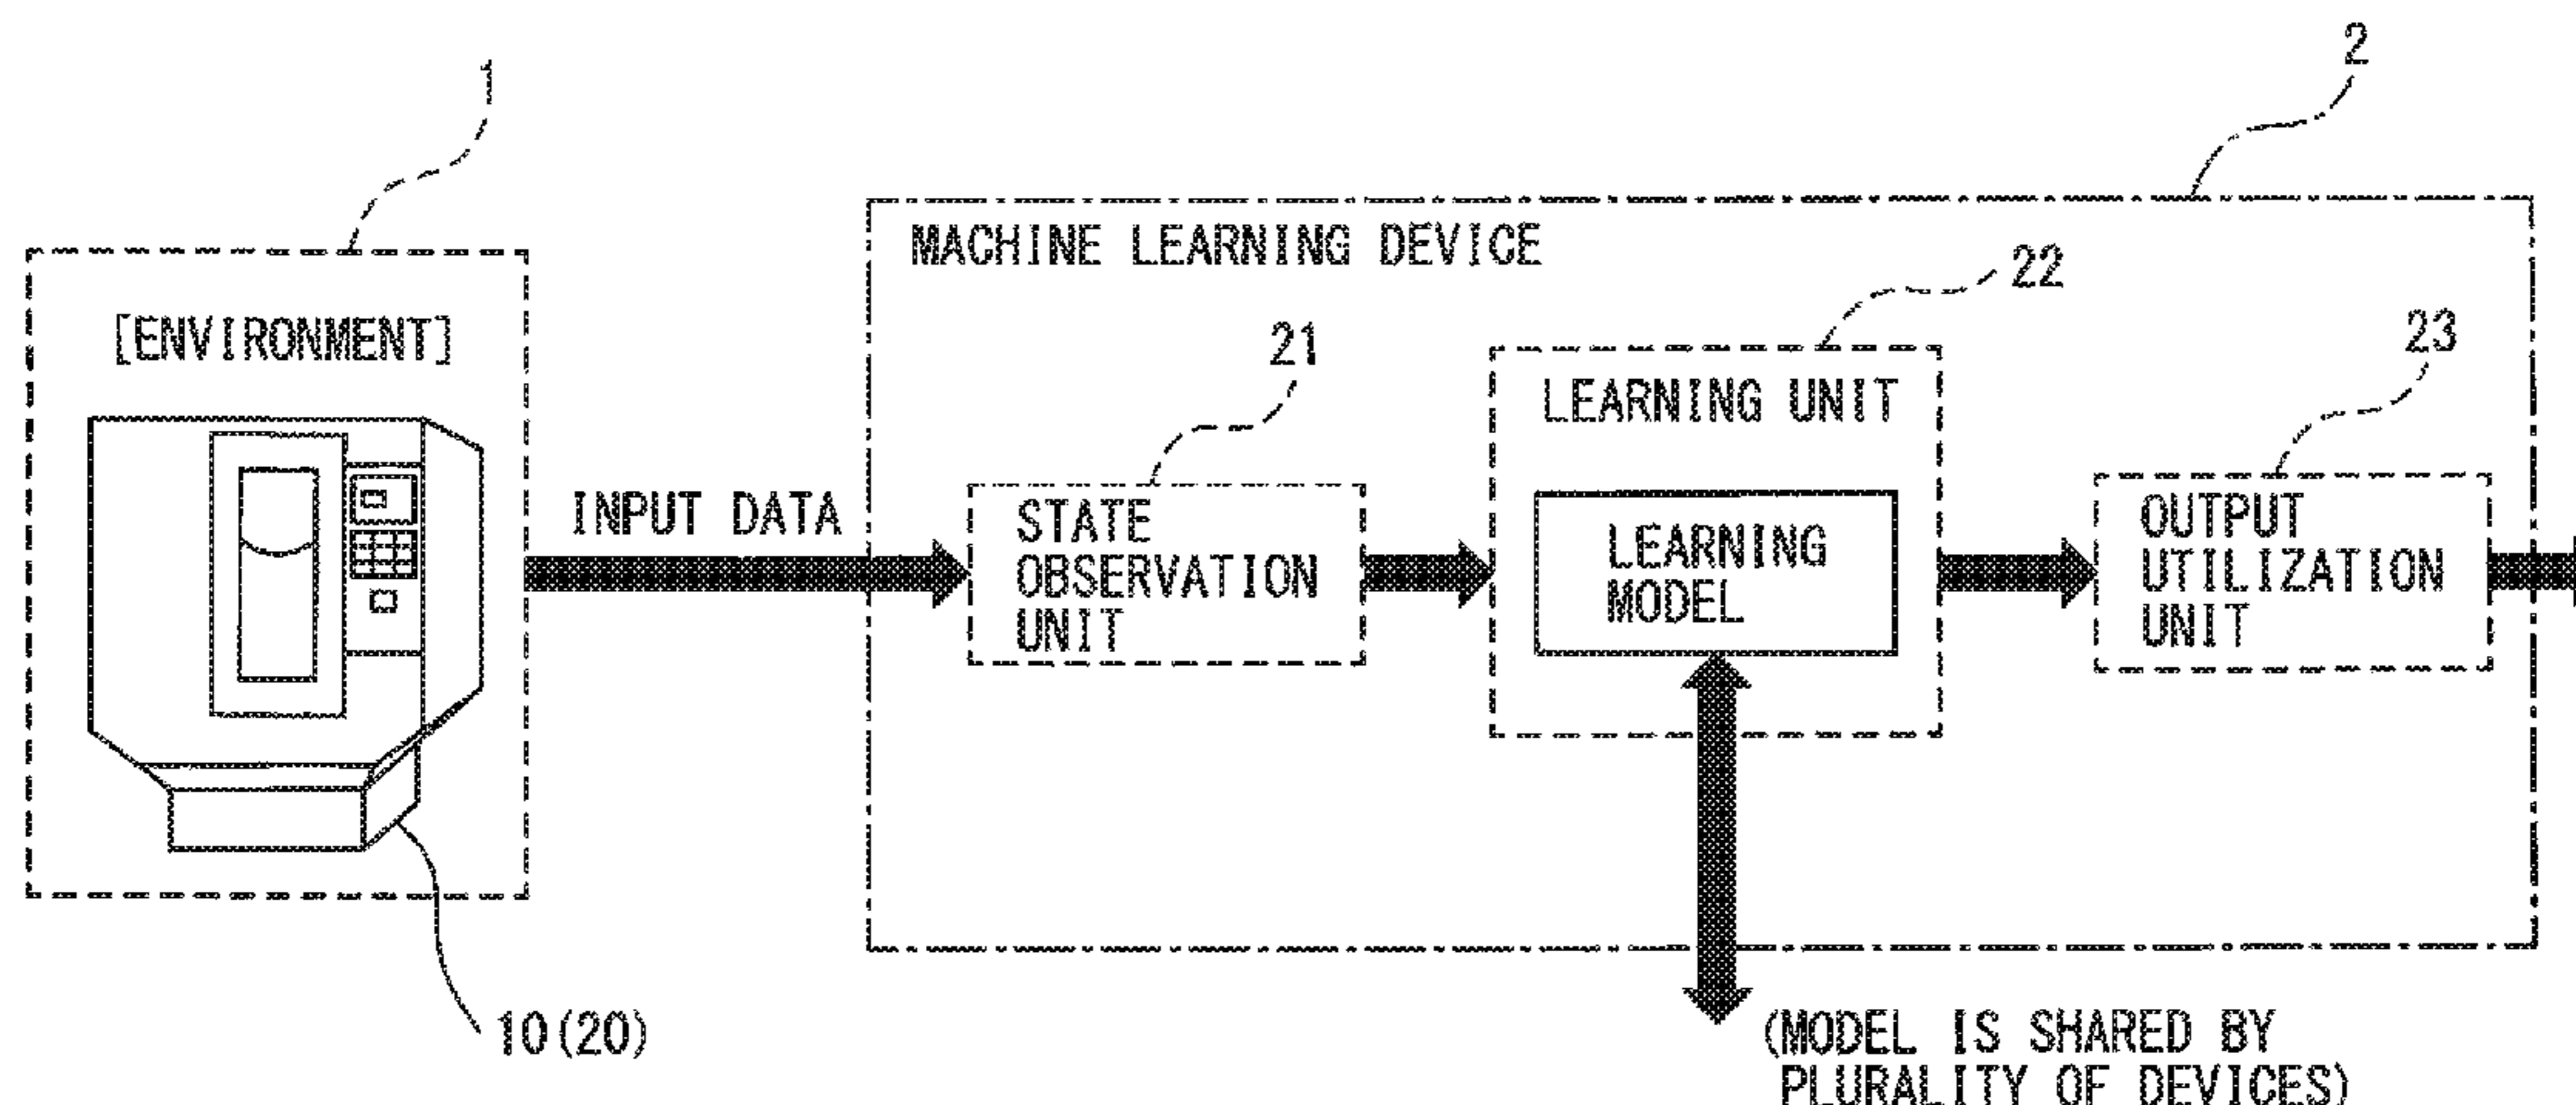 1
2
MACHINE LEARNING DEVICE
22
[ENVIRONMENT]
21
23
LEARNING UNIT
INPUT DATA
STATE
OBSERVATION
UNIT
LEARNING
MODEL
OUTPUT
UTILIZATION
UNIT
10(20)
(MODEL IS SHARED BY
PLURALITY OF DEVICES)